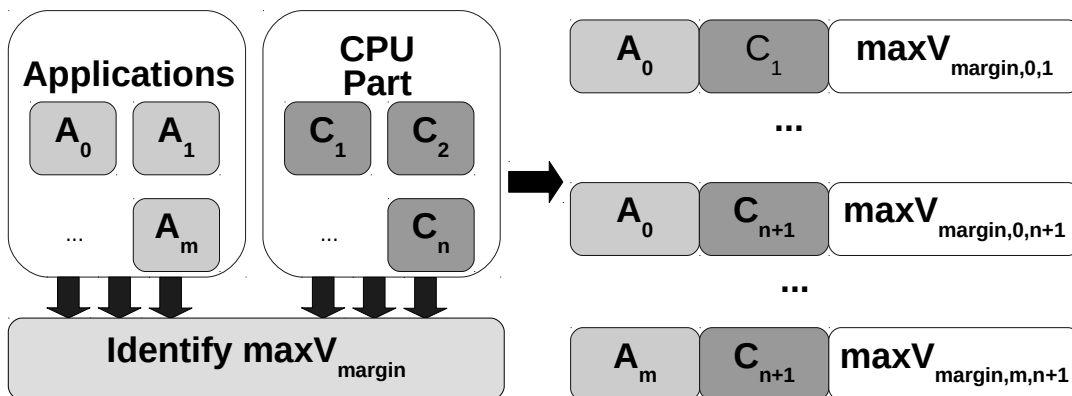 Applications
A0 A1
... Am
CPU
Part
C1 C2
... Cn
Identify maxVmargin
A0 C1 maxVmargin,0,1
...
A0 Cn+1 maxVmargin,0,n+1
...
Am Cn+1 maxVmargin,m,n+1